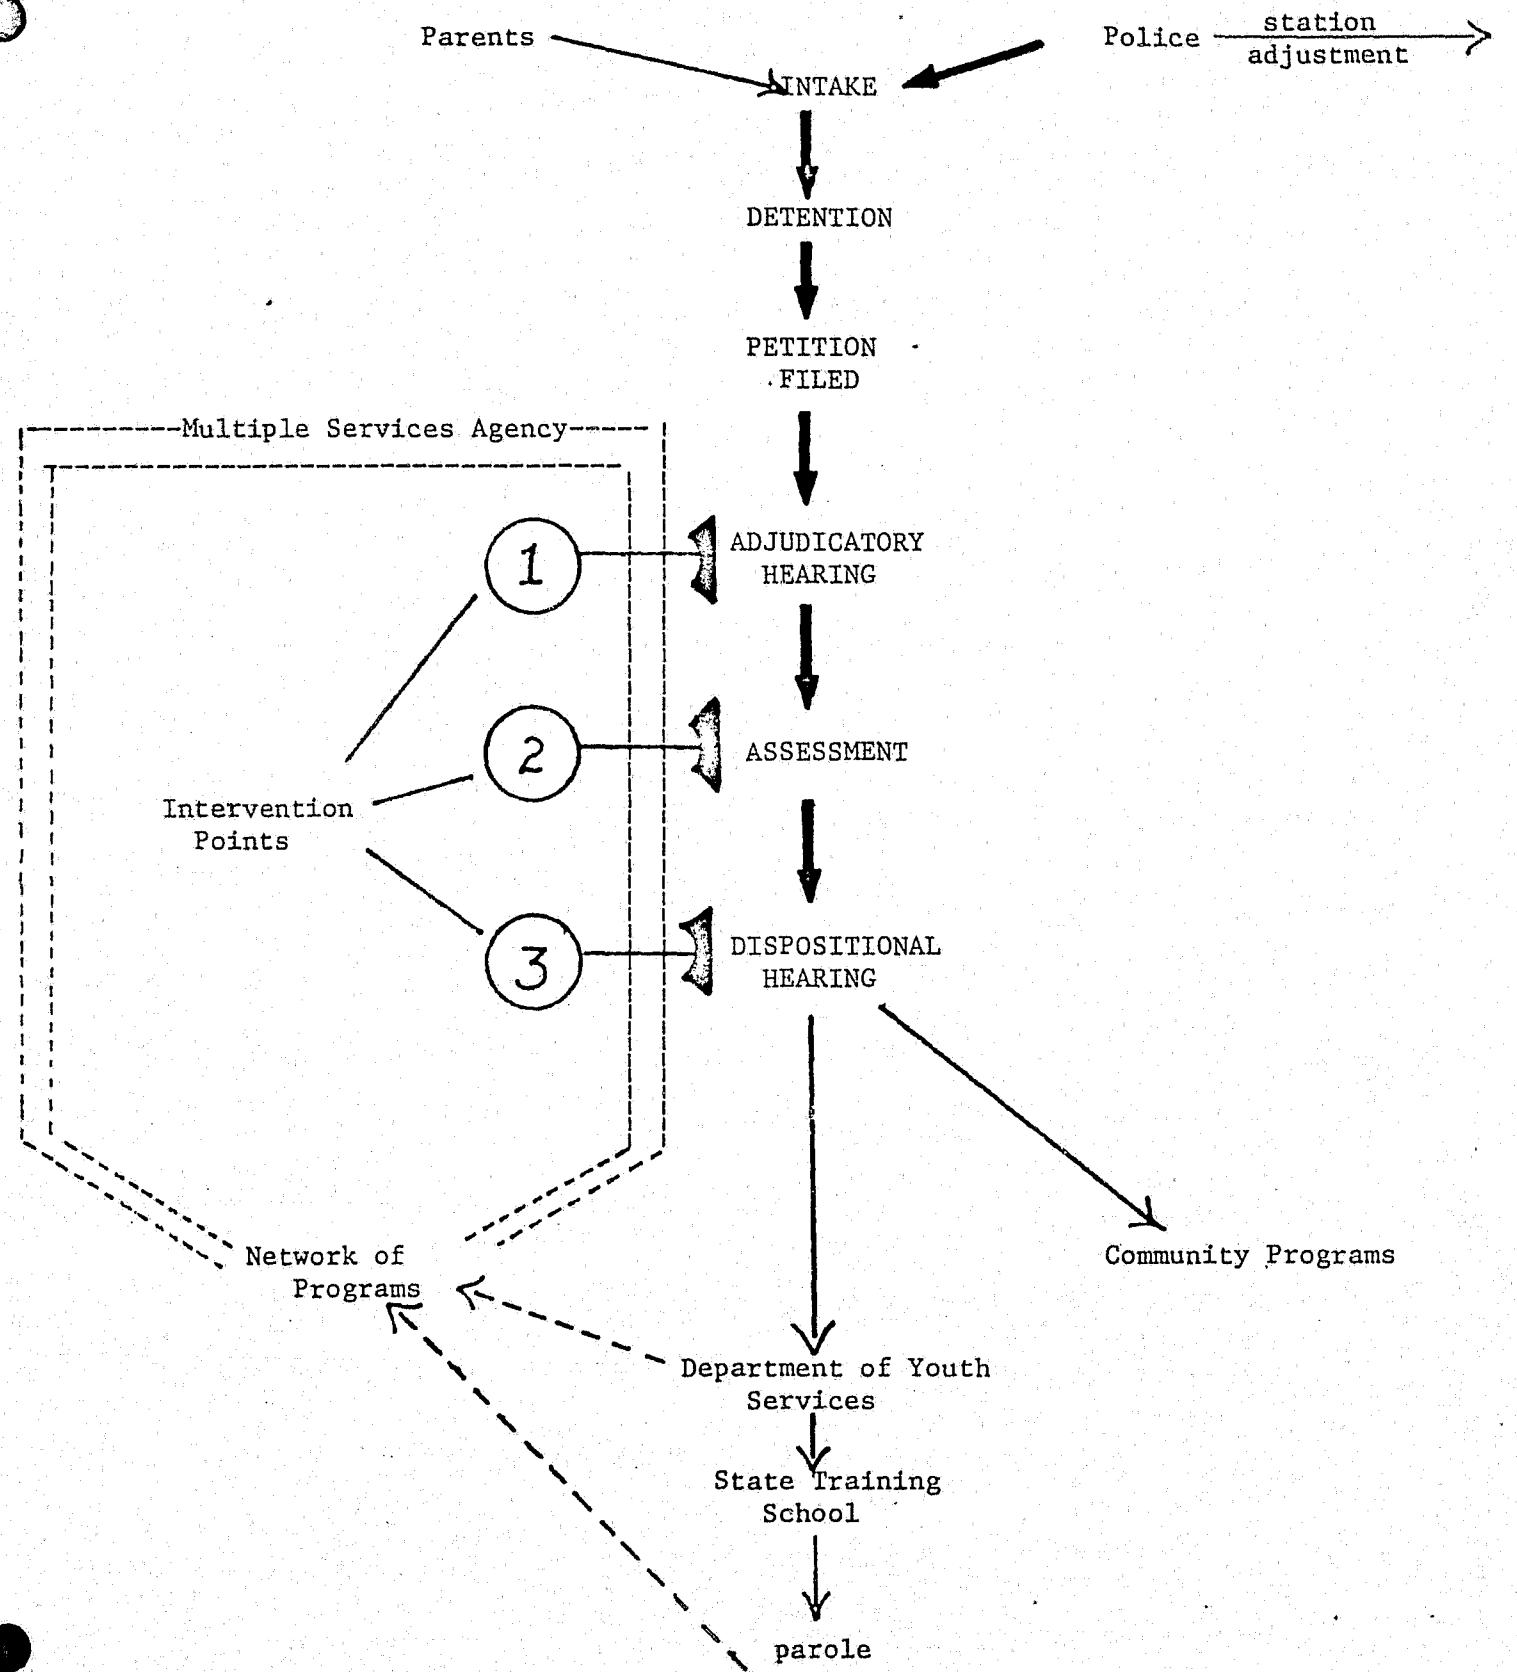 Parents
Police station
adjustment
INTAKE
DETENTION
PETITION
FILED
Multiple Services Agency
1
ADJUDICATORY
HEARING
2
ASSESSMENT
Intervention
Points
3
DISPOSITIONAL
HEARING
Network of
Programs
Community Programs
Department of Youth
Services
State Training
School
parole